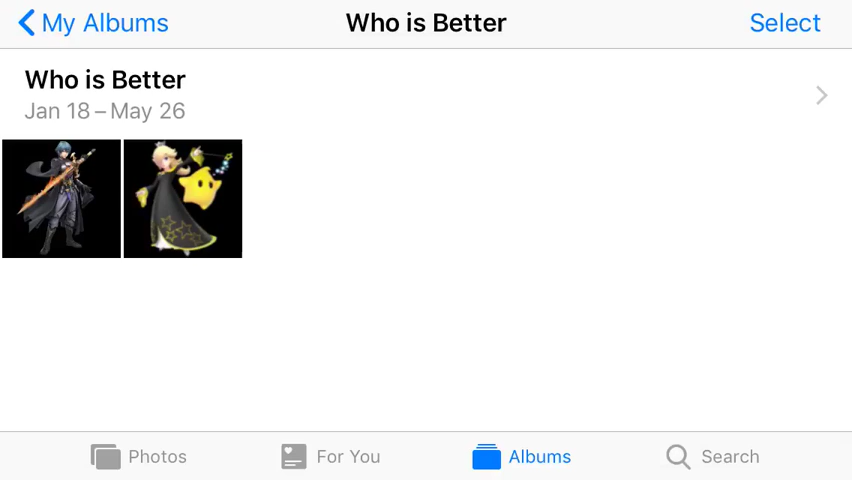 My Albums
Who is Better
Select
Who is Better
Jan 18 – May 26
Photos
For You
Albums
Search